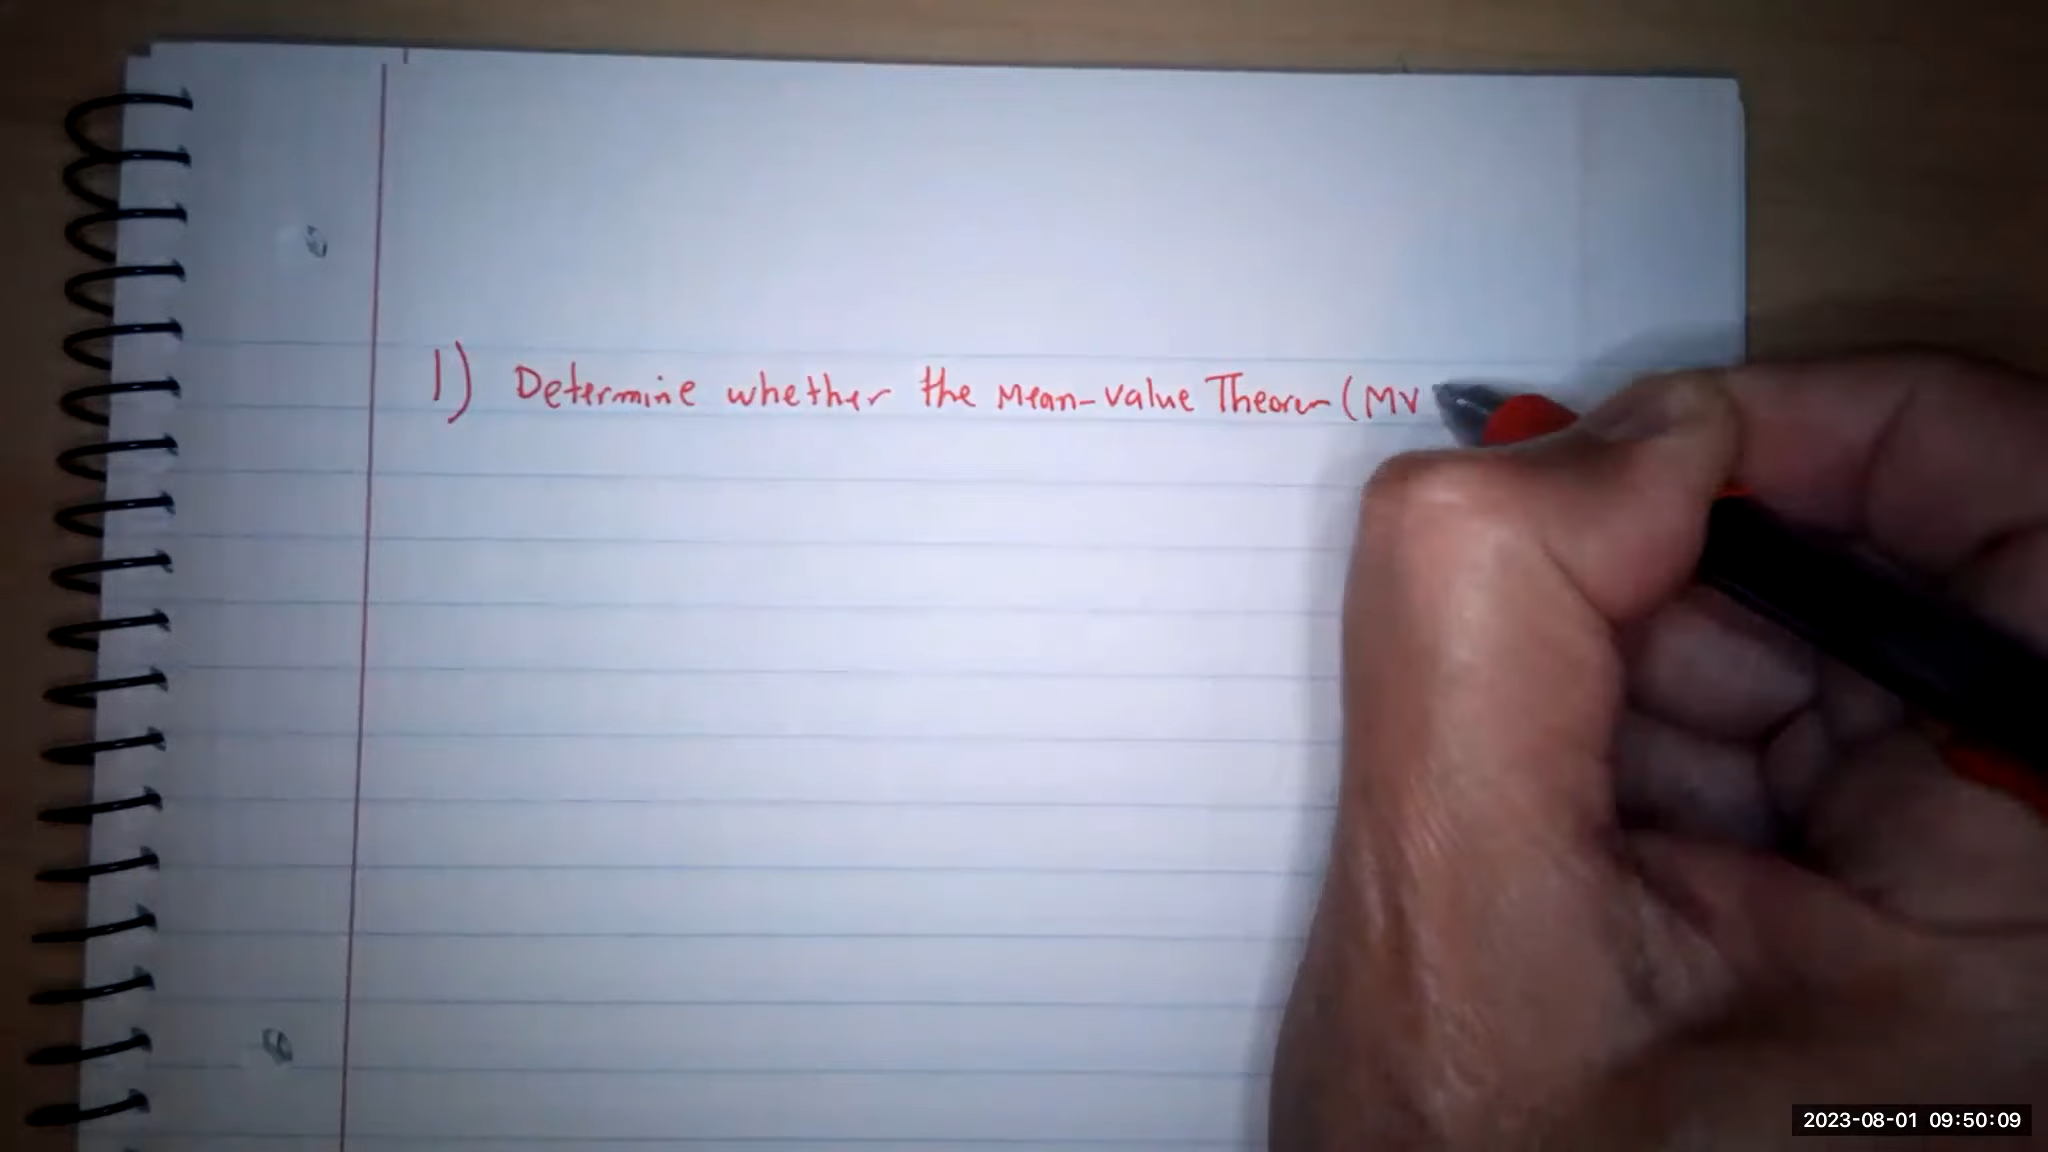 1) Determine whether the Mean-value Theorem (MV
2023-08-01 09:50:09